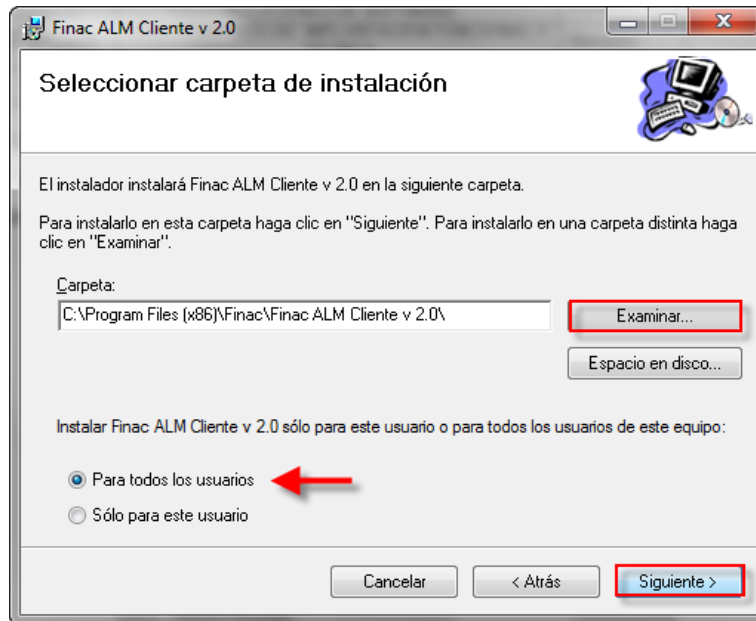 Finac ALM Cliente v 2.0
Seleccionar carpeta de instalación
El instalador instalará Finac ALM Cliente v 2.0 en la siguiente carpeta.
Para instalarlo en esta carpeta haga clic en "Siguiente". Para instalarlo en una carpeta distinta haga
clic en "Examinar".
Carpeta:
C:\Program Files (x86)\Finac\Finac ALM Cliente v 2.0\
Examinar...
Espacio en disco...
Instalar Finac ALM Cliente v 2.0 sólo para este usuario o para todos los usuarios de este equipo:
Para todos los usuarios
Sólo para este usuario
Cancelar
< Atrás
Siguiente >